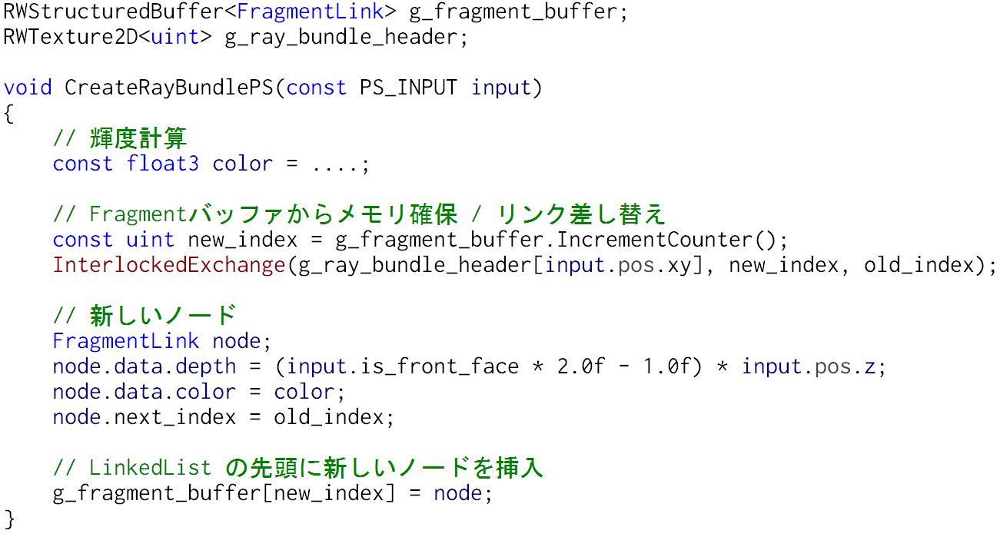 RWStructuredBuffer<FragmentLink> g_fragment_buffer;
RWTexture2D<uint> g_ray_bundle_header;

void CreateRayBundlePS(const PS_INPUT input)
{
    // 輝度計算
    const float3 color = ....;

    // Fragmentバッファからメモリ確保 / リンク差し替え
    const uint new_index = g_fragment_buffer.IncrementCounter();
    InterlockedExchange(g_ray_bundle_header[input.pos.xy], new_index, old_index);

    // 新しいノード
    FragmentLink node;
    node.data.depth = (input.is_front_face * 2.0f - 1.0f) * input.pos.z;
    node.data.color = color;
    node.next_index = old_index;

    // LinkedList の先頭に新しいノードを挿入
    g_fragment_buffer[new_index] = node;
}